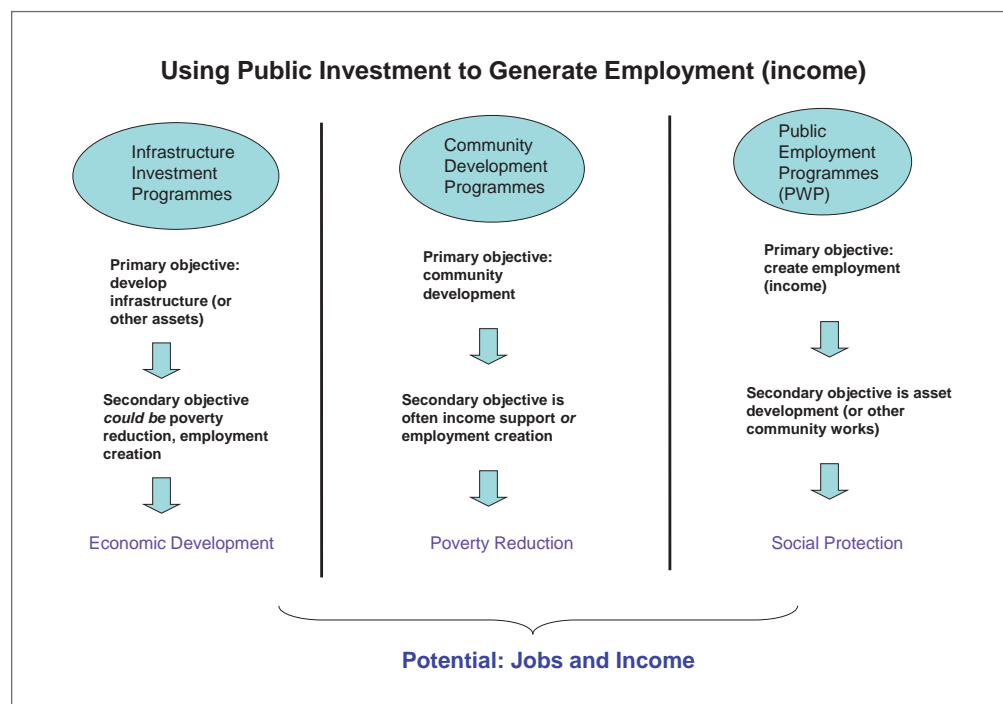 Using Public Investment to Generate Employment (income)
Infrastructure
Investment
Programmes
Primary objective:
develop
infrastructure (or
other assets)
Secondary objective
could be poverty
reduction, employment
creation
Economic Development
Community
Development
Programmes
Primary objective:
community
development
Secondary objective is
often income support or
employment creation
Poverty Reduction
Public
Employment
Programmes
(PWP)
Primary objective:
create employment
(income)
Secondary objective is asset
development (or other
community works)
Social Protection
Potential: Jobs and Income